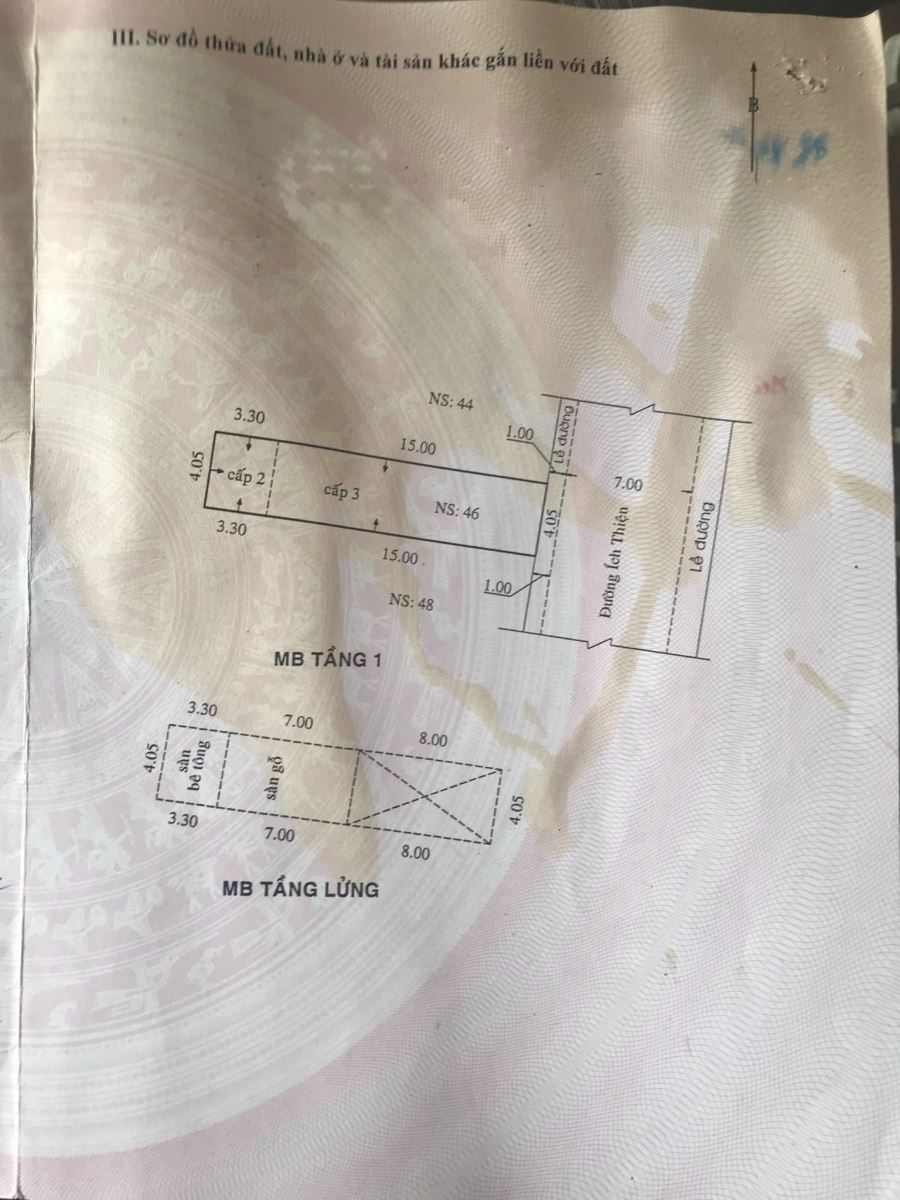 III. Sơ đồ thửa đất, nhà ở và tài sản khác gắn liền với đất
B
NS: 44
3.30
15.00
1.00
Lề đường
4.05
cấp 2
cấp 3
NS: 46
4.05
7.00
Đường Ích Thiện
Lề đường
3.30
15.00
1.00
NS: 48
MB TẦNG 1
3.30
7.00
8.00
4.05
sàn
bê tông
sàn gỗ
4.05
3.30
7.00
8.00
MB TẦNG LỬNG